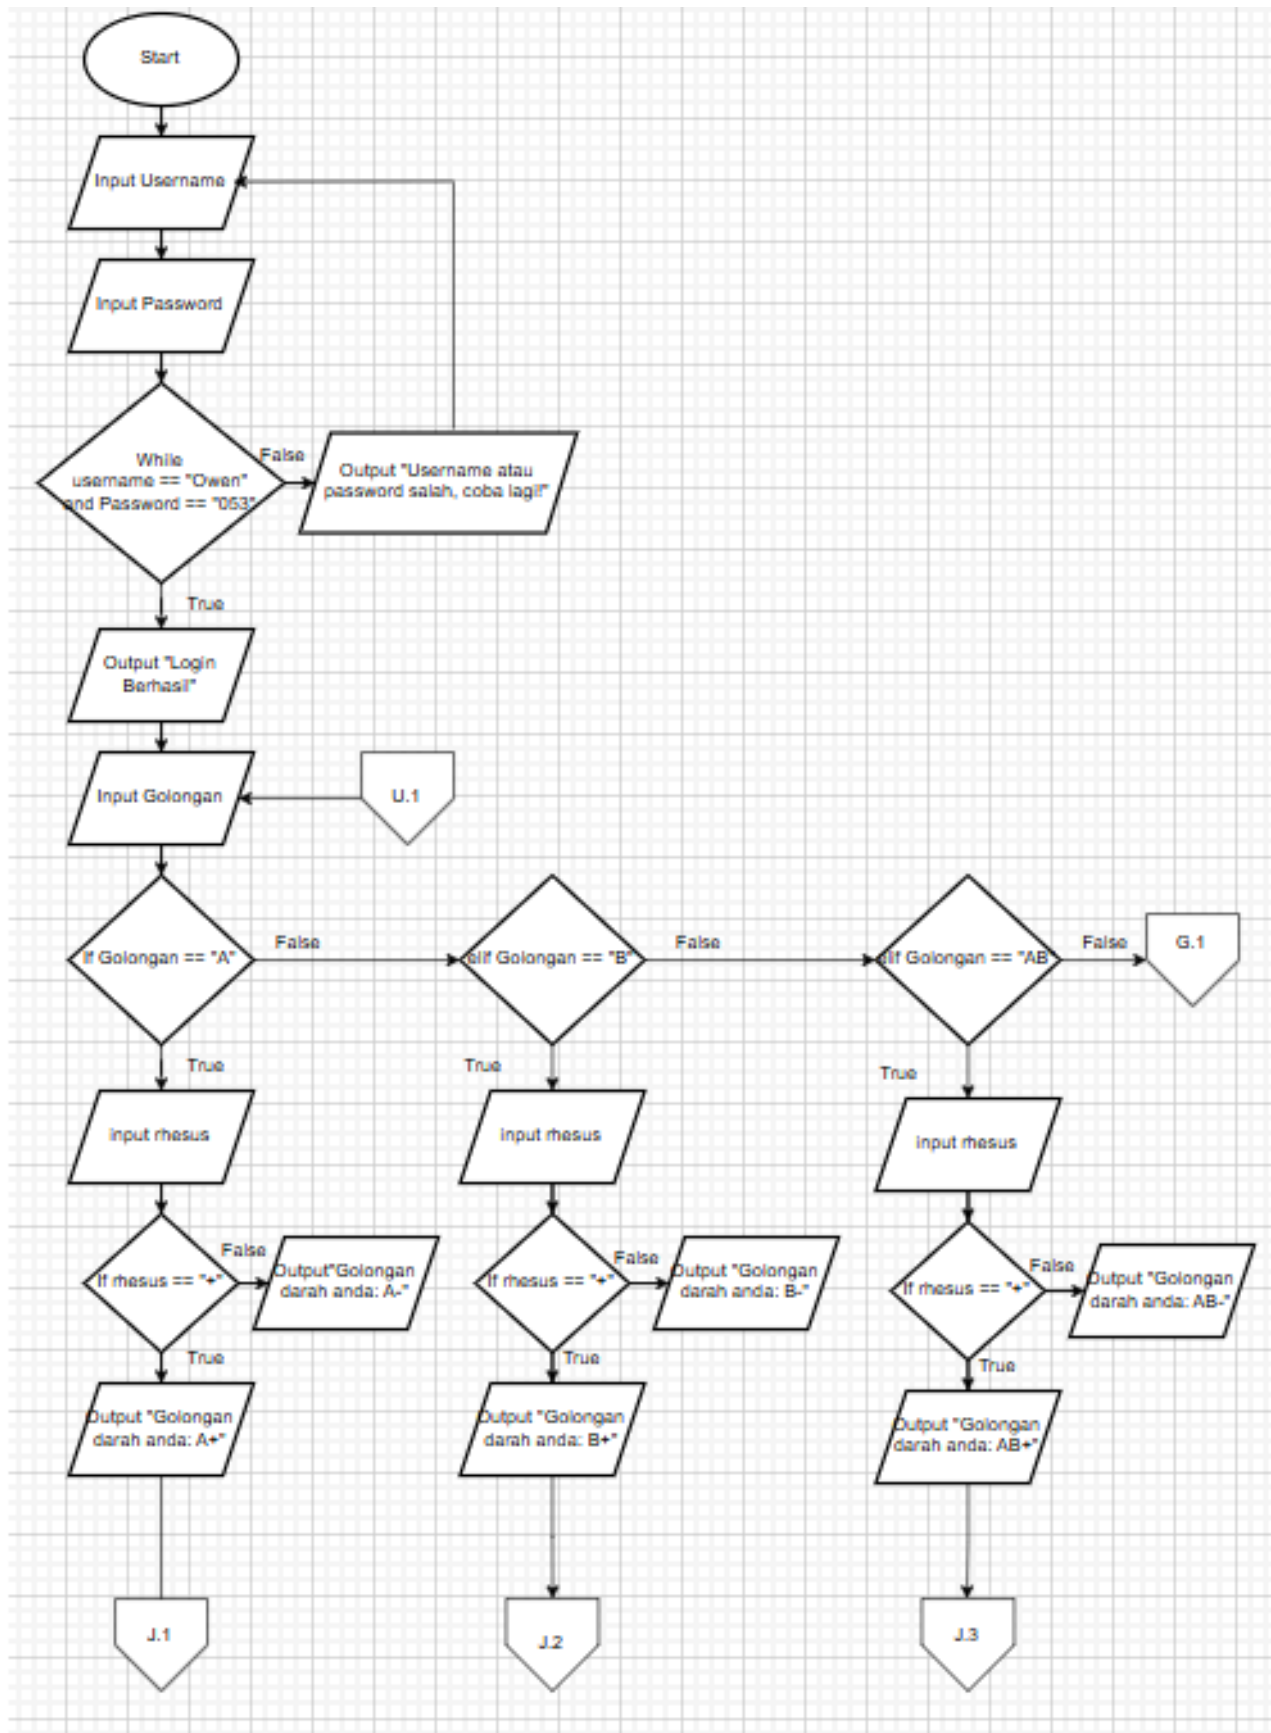 Start
Input Username
Input Password
While
username == "Owen"
and Password == "053"
False
Output "Username atau
password salah, coba lagi!"
True
Output "Login
Berhasil"
Input Golongan
U.1
If Golongan == "A"
False
elif Golongan == "B"
False
elif Golongan == "AB"
False
G.1
True
True
True
input rhesus
input rhesus
input rhesus
If rhesus == "+"
False
Output"Golongan
darah anda: A-"
If rhesus == "+"
False
Output "Golongan
darah anda: B-"
If rhesus == "+"
False
Output "Golongan
darah anda: AB-"
True
True
True
Output "Golongan
darah anda: A+"
Output "Golongan
darah anda: B+"
Output "Golongan
darah anda: AB+"
J.1
J.2
J.3